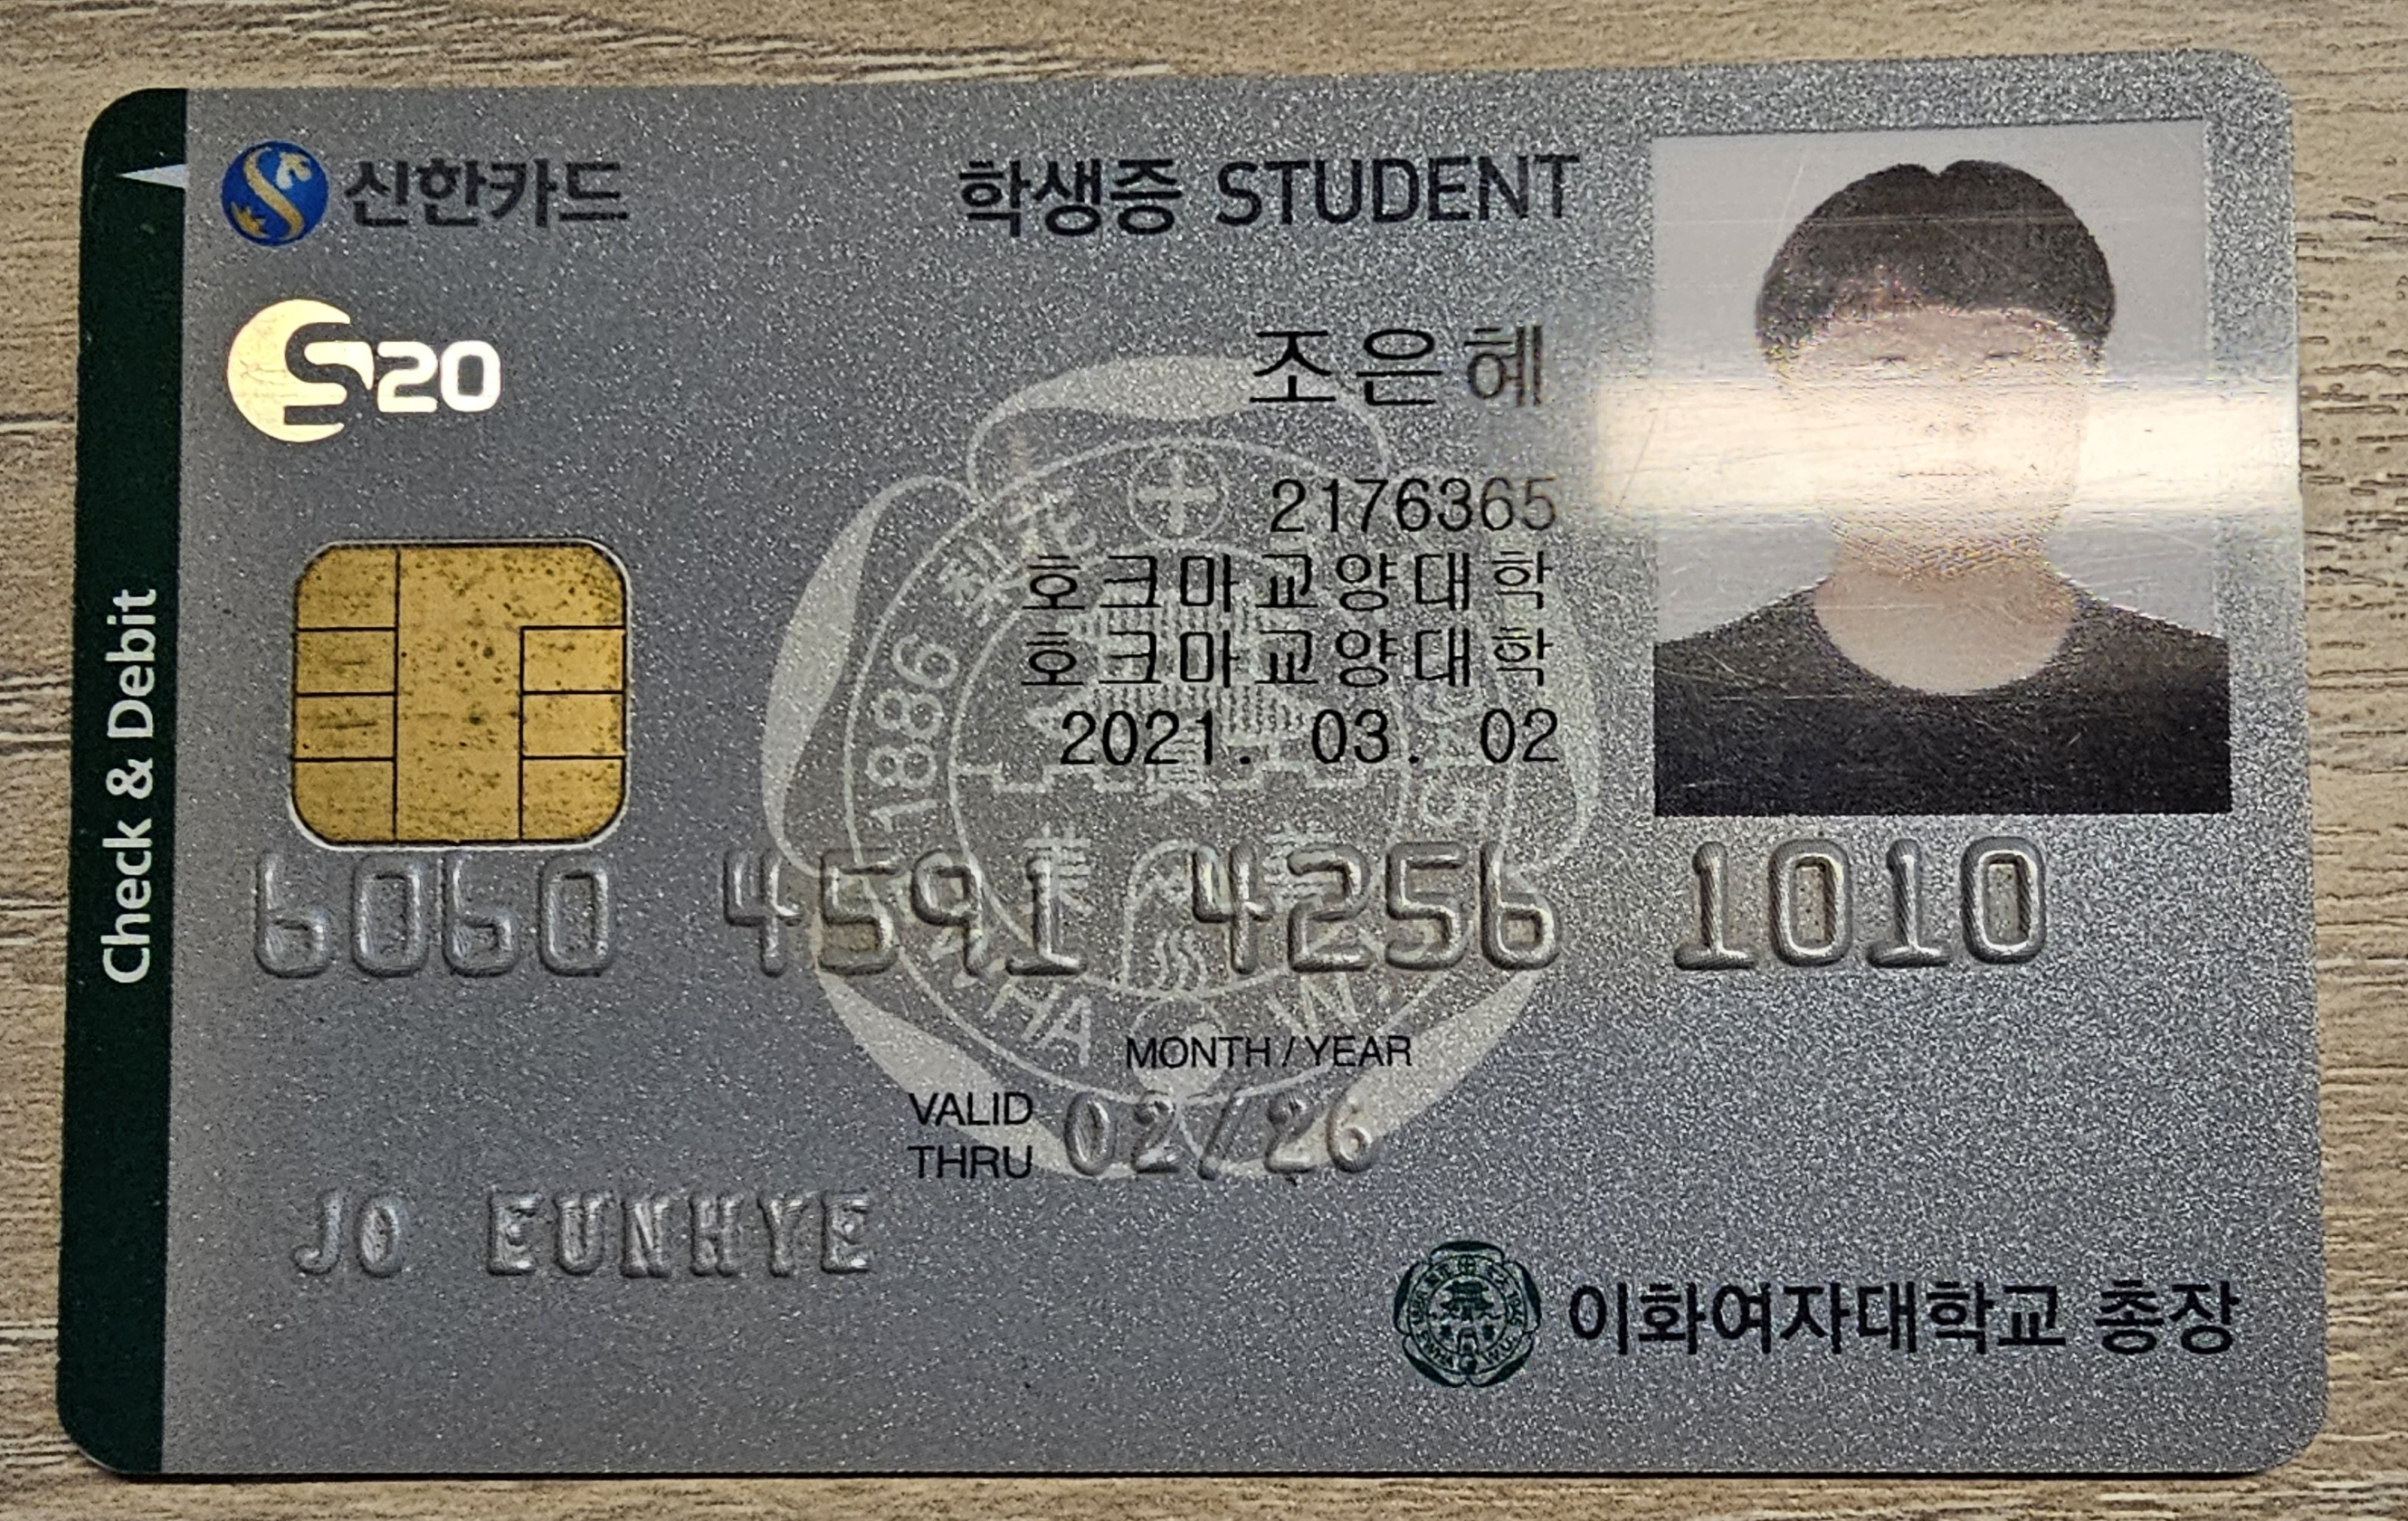 신한카드
학생증 STUDENT
S20
조은혜
2176365
호크마교양대학
호크마교양대학
2021. 03. 02
Check & Debit
1886 梨花
6060 4591 4256 1010
MONTH / YEAR
VALID THRU 02/26
JO EUNHYE
이화여자대학교 총장